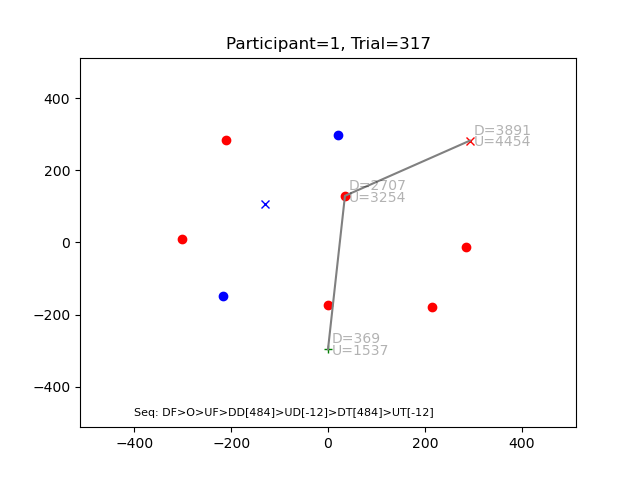 Participant=1, Trial=317
400
200
0
−200
−400
D=3891
U=4454
D=2707
U=3254
D=369
U=1537
Seq: DF>O>UF>DD[484]>UD[-12]>DT[484]>UT[-12]
−400 −200 0 200 400